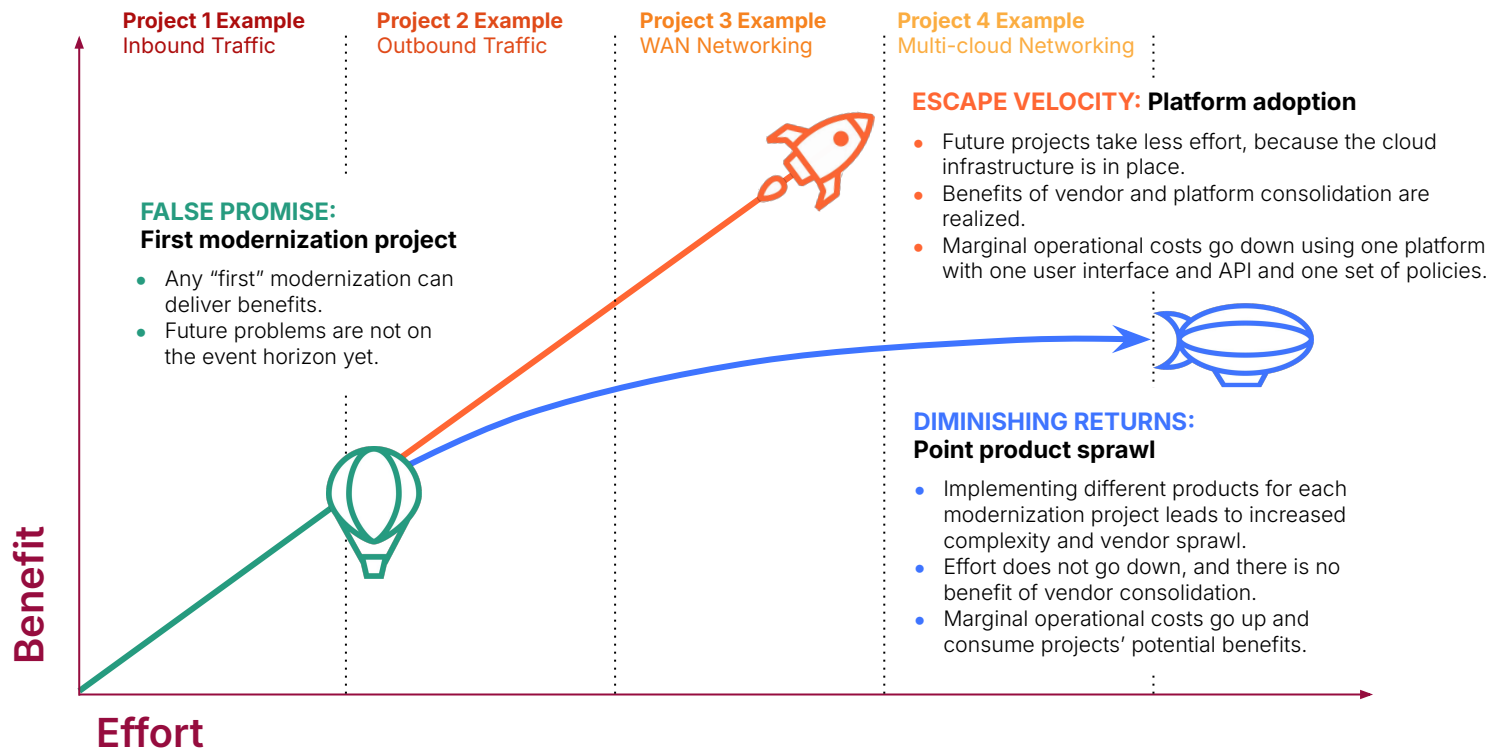 Project 1 Example
Inbound Traffic
Project 2 Example
Outbound Traffic
Project 3 Example
WAN Networking
Project 4 Example
Multi-cloud Networking
ESCAPE VELOCITY: Platform adoption
• Future projects take less effort, because the cloud
infrastructure is in place.
• Benefits of vendor and platform consolidation are
realized.
• Marginal operational costs go down using one platform
with one user interface and API and one set of policies.
FALSE PROMISE:
First modernization project
• Any “first” modernization can
deliver benefits.
• Future problems are not on
the event horizon yet.
DIMINISHING RETURNS:
Point product sprawl
• Implementing different products for each
modernization project leads to increased
complexity and vendor sprawl.
• Effort does not go down, and there is no
benefit of vendor consolidation.
• Marginal operational costs go up and
consume projects’ potential benefits.
Benefit
Effort